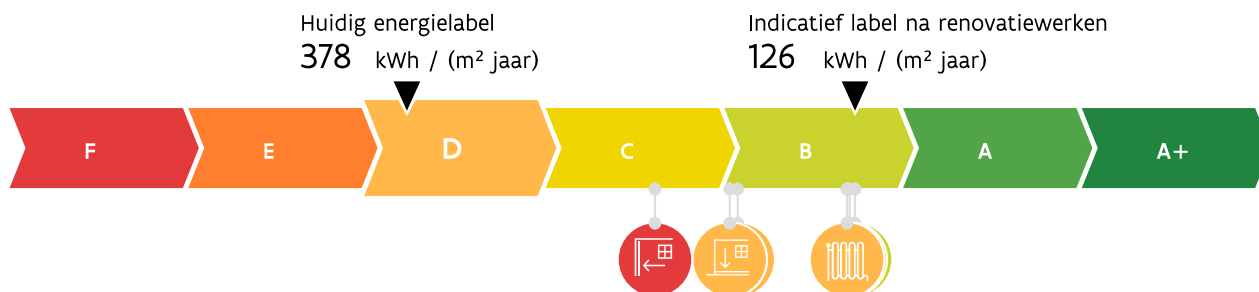 Huidig energielabel
378 kWh / (m² jaar)
Indicatief label na renovatiewerken
126 kWh / (m² jaar)
F E D C B A A+